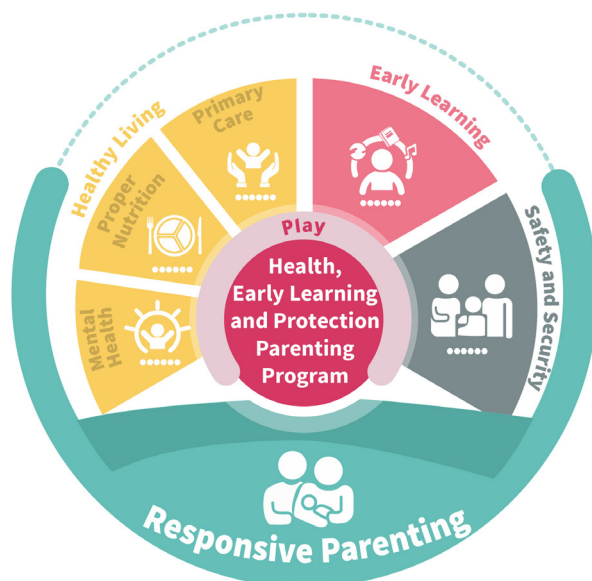 Healthy Living
Primary
Care
Proper
Nutrition
Mental
Health
Early Learning
Safety and Security
Play
Health,
Early Learning
and Protection
Parenting
Program
Responsive Parenting